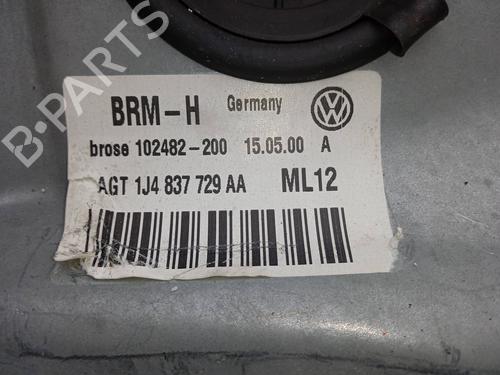 B-PARTS
BRM-H Germany
brose 102482-200 15.05.00 A
AGT 1J4 837 729 AA ML12